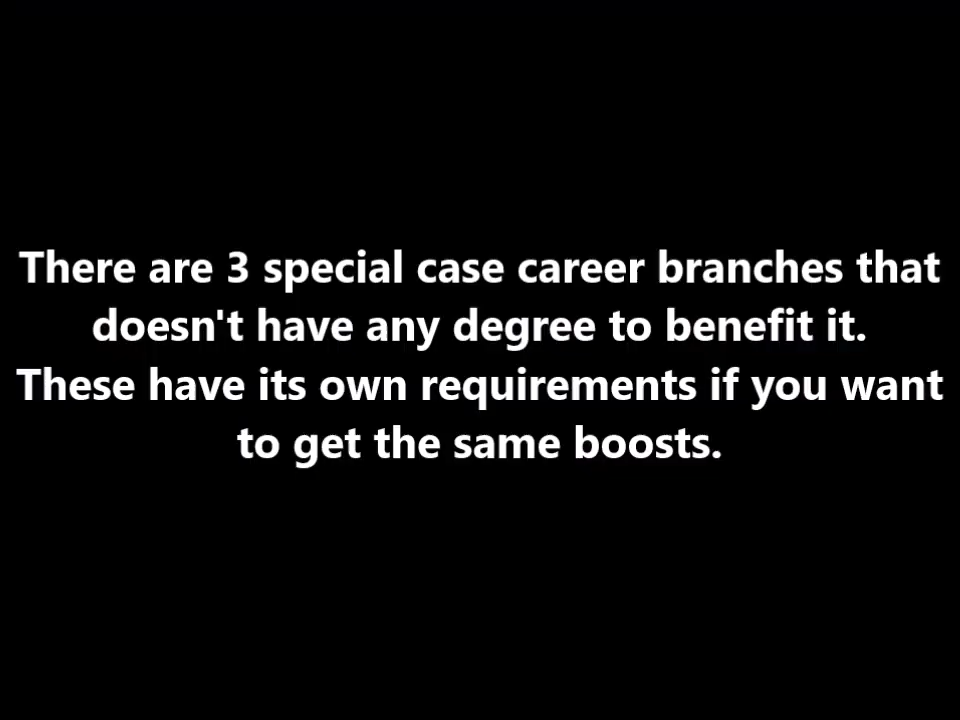 There are 3 special case career branches that
doesn't have any degree to benefit it.
These have its own requirements if you want
to get the same boosts.